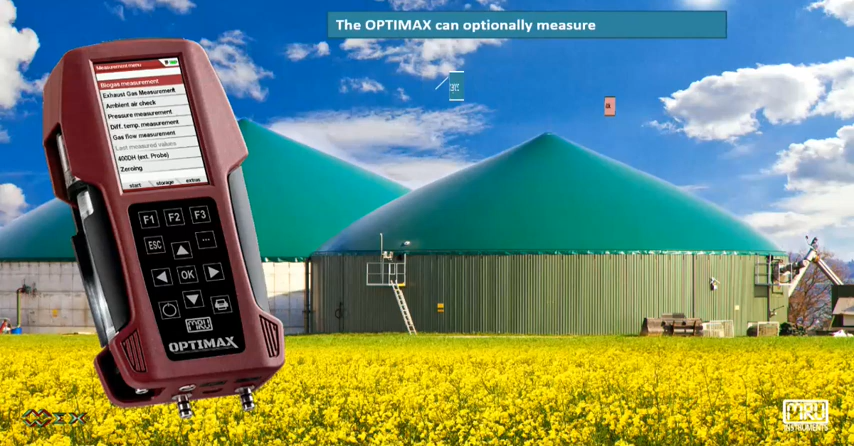 The OPTIMAX can optionally measure
Measurement menu
Biogas measurement
Exhaust Gas Measurement
Ambient air check
Pressure measurement
Diff. temp. measurement
Gas flow measurement
Last measured values
400DH (ext. Probe)
Zeroing
start storage extras
F1 F2 F3
ESC ...
OK
MRU
OPTIMAX
MRU
INSTRUMENTS